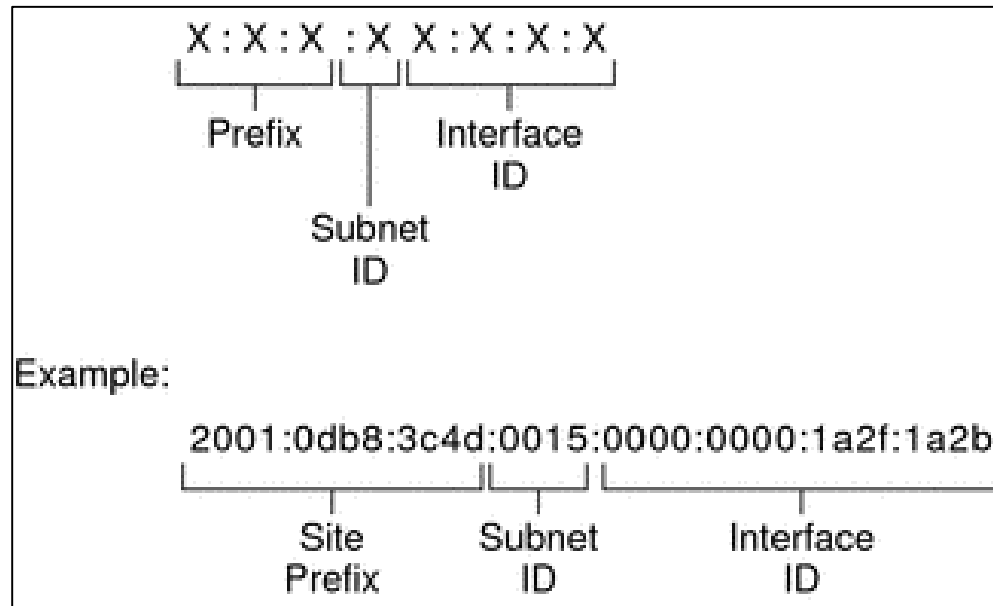 X : X : X : X X : X : X : X
Prefix
Interface
ID
Subnet
ID
Example:
2001:0db8:3c4d:0015:0000:0000:1a2f:1a2b
Site
Prefix
Subnet
ID
Interface
ID